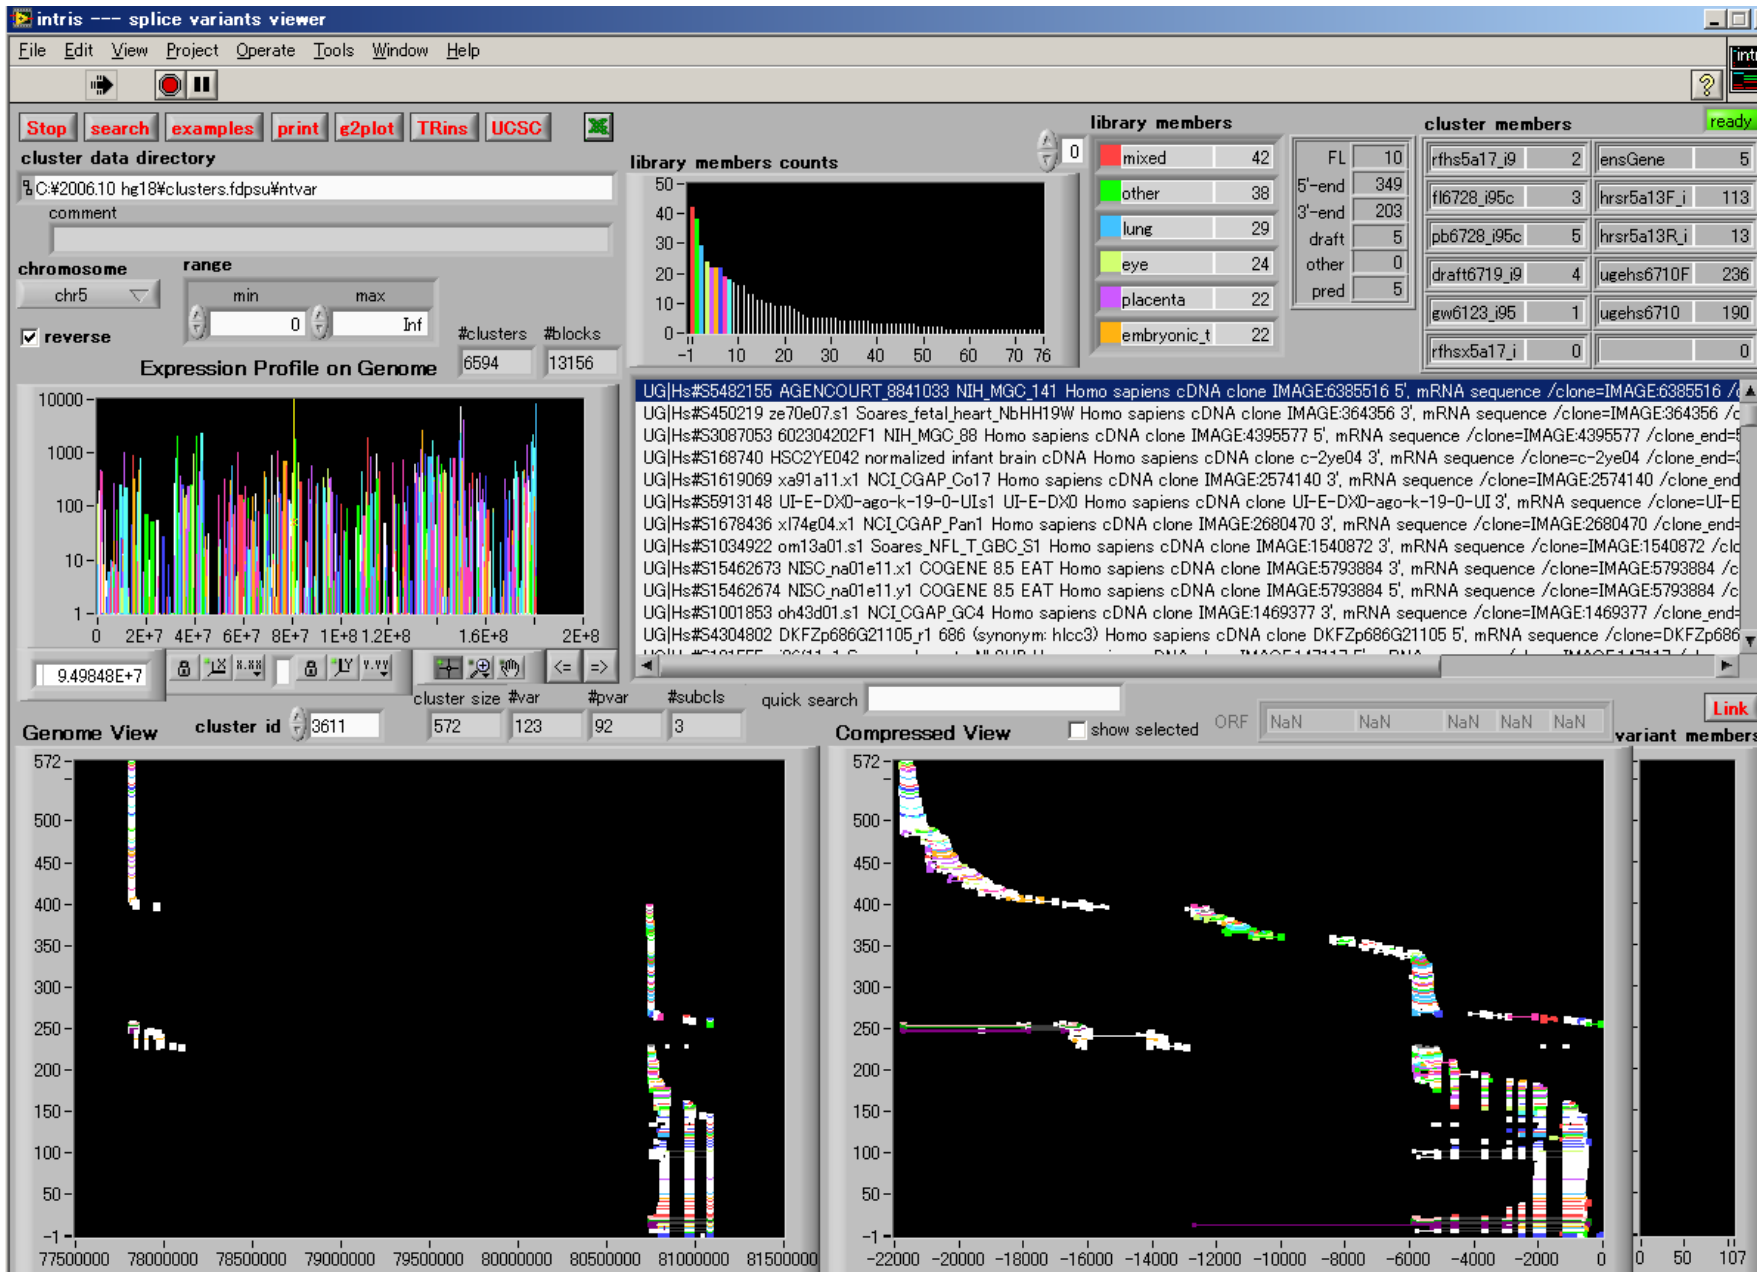 intris --- splice variants viewer
File Edit View Project Operate Tools Window Help
Stop search examples print g2plot TRins UCSC
cluster data directory
C:¥2006.10 hg18¥clusters.fdpsu¥ntvar
comment
chromosome
chr5
range
min max
0 Inf
reverse
#clusters #blocks
6594 13156
library members counts
0
50
40
30
20
10
0
-1 10 20 30 40 50 60 70 76
library members
mixed 42
other 38
lung 29
eye 24
placenta 22
embryonic_t 22
FL 10
5'-end 349
3'-end 203
draft 5
other 0
pred 5
cluster members
ready
rfhs5a17_i9 2 ensGene 5
fl6728_i95c 3 hrsr5a13F_i 113
pb6728_i95c 5 hrsr5a13R_i 13
draft6719_i9 4 ugehs6710F 236
gw6123_i95 1 ugehs6710 190
rfhsx5a17_i 0 0
Expression Profile on Genome
10000
1000
100
10
1
0 2E+7 4E+7 6E+7 8E+7 1E+8 1.2E+8 1.6E+8 2E+8
9.49848E+7
<= =>
UG|Hs#S5482155 AGENCOURT_8841033 NIH_MGC_141 Homo sapiens cDNA clone IMAGE:6385516 5', mRNA sequence /clone=IMAGE:6385516
UG|Hs#S450219 ze70e07.s1 Soares_fetal_heart_NbHH19W Homo sapiens cDNA clone IMAGE:364356 3', mRNA sequence /clone=IMAGE:364356
UG|Hs#S3087053 602304202F1 NIH_MGC_88 Homo sapiens cDNA clone IMAGE:4395577 5', mRNA sequence /clone=IMAGE:4395577 /clone_end=5
UG|Hs#S168740 HSC2YE042 normalized infant brain cDNA Homo sapiens cDNA clone c-2ye04 3', mRNA sequence /clone=c-2ye04 /clone_end=3
UG|Hs#S1619069 xa91a11.x1 NCI_CGAP_Co17 Homo sapiens cDNA clone IMAGE:2574140 3', mRNA sequence /clone=IMAGE:2574140 /clone_end
UG|Hs#S5913148 UI-E-DX0-ago-k-19-0-UI.s1 UI-E-DX0 Homo sapiens cDNA clone UI-E-DX0-ago-k-19-0-UI 3', mRNA sequence /clone=UI-E
UG|Hs#S1678436 xl74g04.x1 NCI_CGAP_Pan1 Homo sapiens cDNA clone IMAGE:2680470 3', mRNA sequence /clone=IMAGE:2680470 /clone_end=
UG|Hs#S1034922 om13a01.s1 Soares_NFL_T_GBC_S1 Homo sapiens cDNA clone IMAGE:1540872 3', mRNA sequence /clone=IMAGE:1540872 /clo
UG|Hs#S15462673 NISC_na01e11.x1 COGENE 8.5 EAT Homo sapiens cDNA clone IMAGE:5793884 3', mRNA sequence /clone=IMAGE:5793884 /c
UG|Hs#S15462674 NISC_na01e11.y1 COGENE 8.5 EAT Homo sapiens cDNA clone IMAGE:5793884 5', mRNA sequence /clone=IMAGE:5793884 /c
UG|Hs#S1001853 oh43d01.s1 NCI_CGAP_GC4 Homo sapiens cDNA clone IMAGE:1469377 3', mRNA sequence /clone=IMAGE:1469377 /clone_end=
UG|Hs#S4304802 DKFZp686G21105_r1 686 (synonym: hlcc3) Homo sapiens cDNA clone DKFZp686G21105 5', mRNA sequence /clone=DKFZp686
cluster size #var #pvar #subcls
572 123 92 3
quick search
Genome View cluster id 3611
Compressed View show selected ORF NaN NaN NaN NaN NaN
Link
variant members
572
500
450
400
350
300
250
200
150
100
50
-1
77500000 78000000 78500000 79000000 79500000 80000000 80500000 81000000 81500000
572
500
450
400
350
300
250
200
150
100
50
-1
-22000 -20000 -18000 -16000 -14000 -12000 -10000 -8000 -6000 -4000 -2000 0
0 50 107